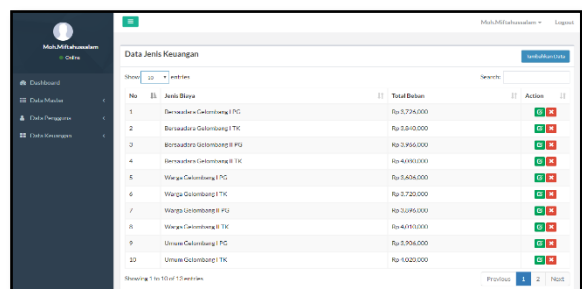 Moh.Miftahussalam Logout
Moh.Miftahussalam
Online
Dashboard
Data Master
Data Pengguna
Data Keuangan
Data Jenis Keuangan
Tambahkan Data
Show 10 entries
Search:
No Jenis Biaya Total Beban Action
1 Bersaudara Gelombang I PG Rp 3,726,000
2 Bersaudara Gelombang I TK Rp 3,840,000
3 Bersaudara Gelombang II PG Rp 3,966,000
4 Bersaudara Gelombang II TK Rp 4,080,000
5 Warga Gelombang I PG Rp 3,606,000
6 Warga Gelombang I TK Rp 3,720,000
7 Warga Gelombang II PG Rp 3,896,000
8 Warga Gelombang II TK Rp 4,010,000
9 Umum Gelombang I PG Rp 3,906,000
10 Umum Gelombang I TK Rp 4,020,000
Showing 1 to 10 of 12 entries
Previous 1 2 Next